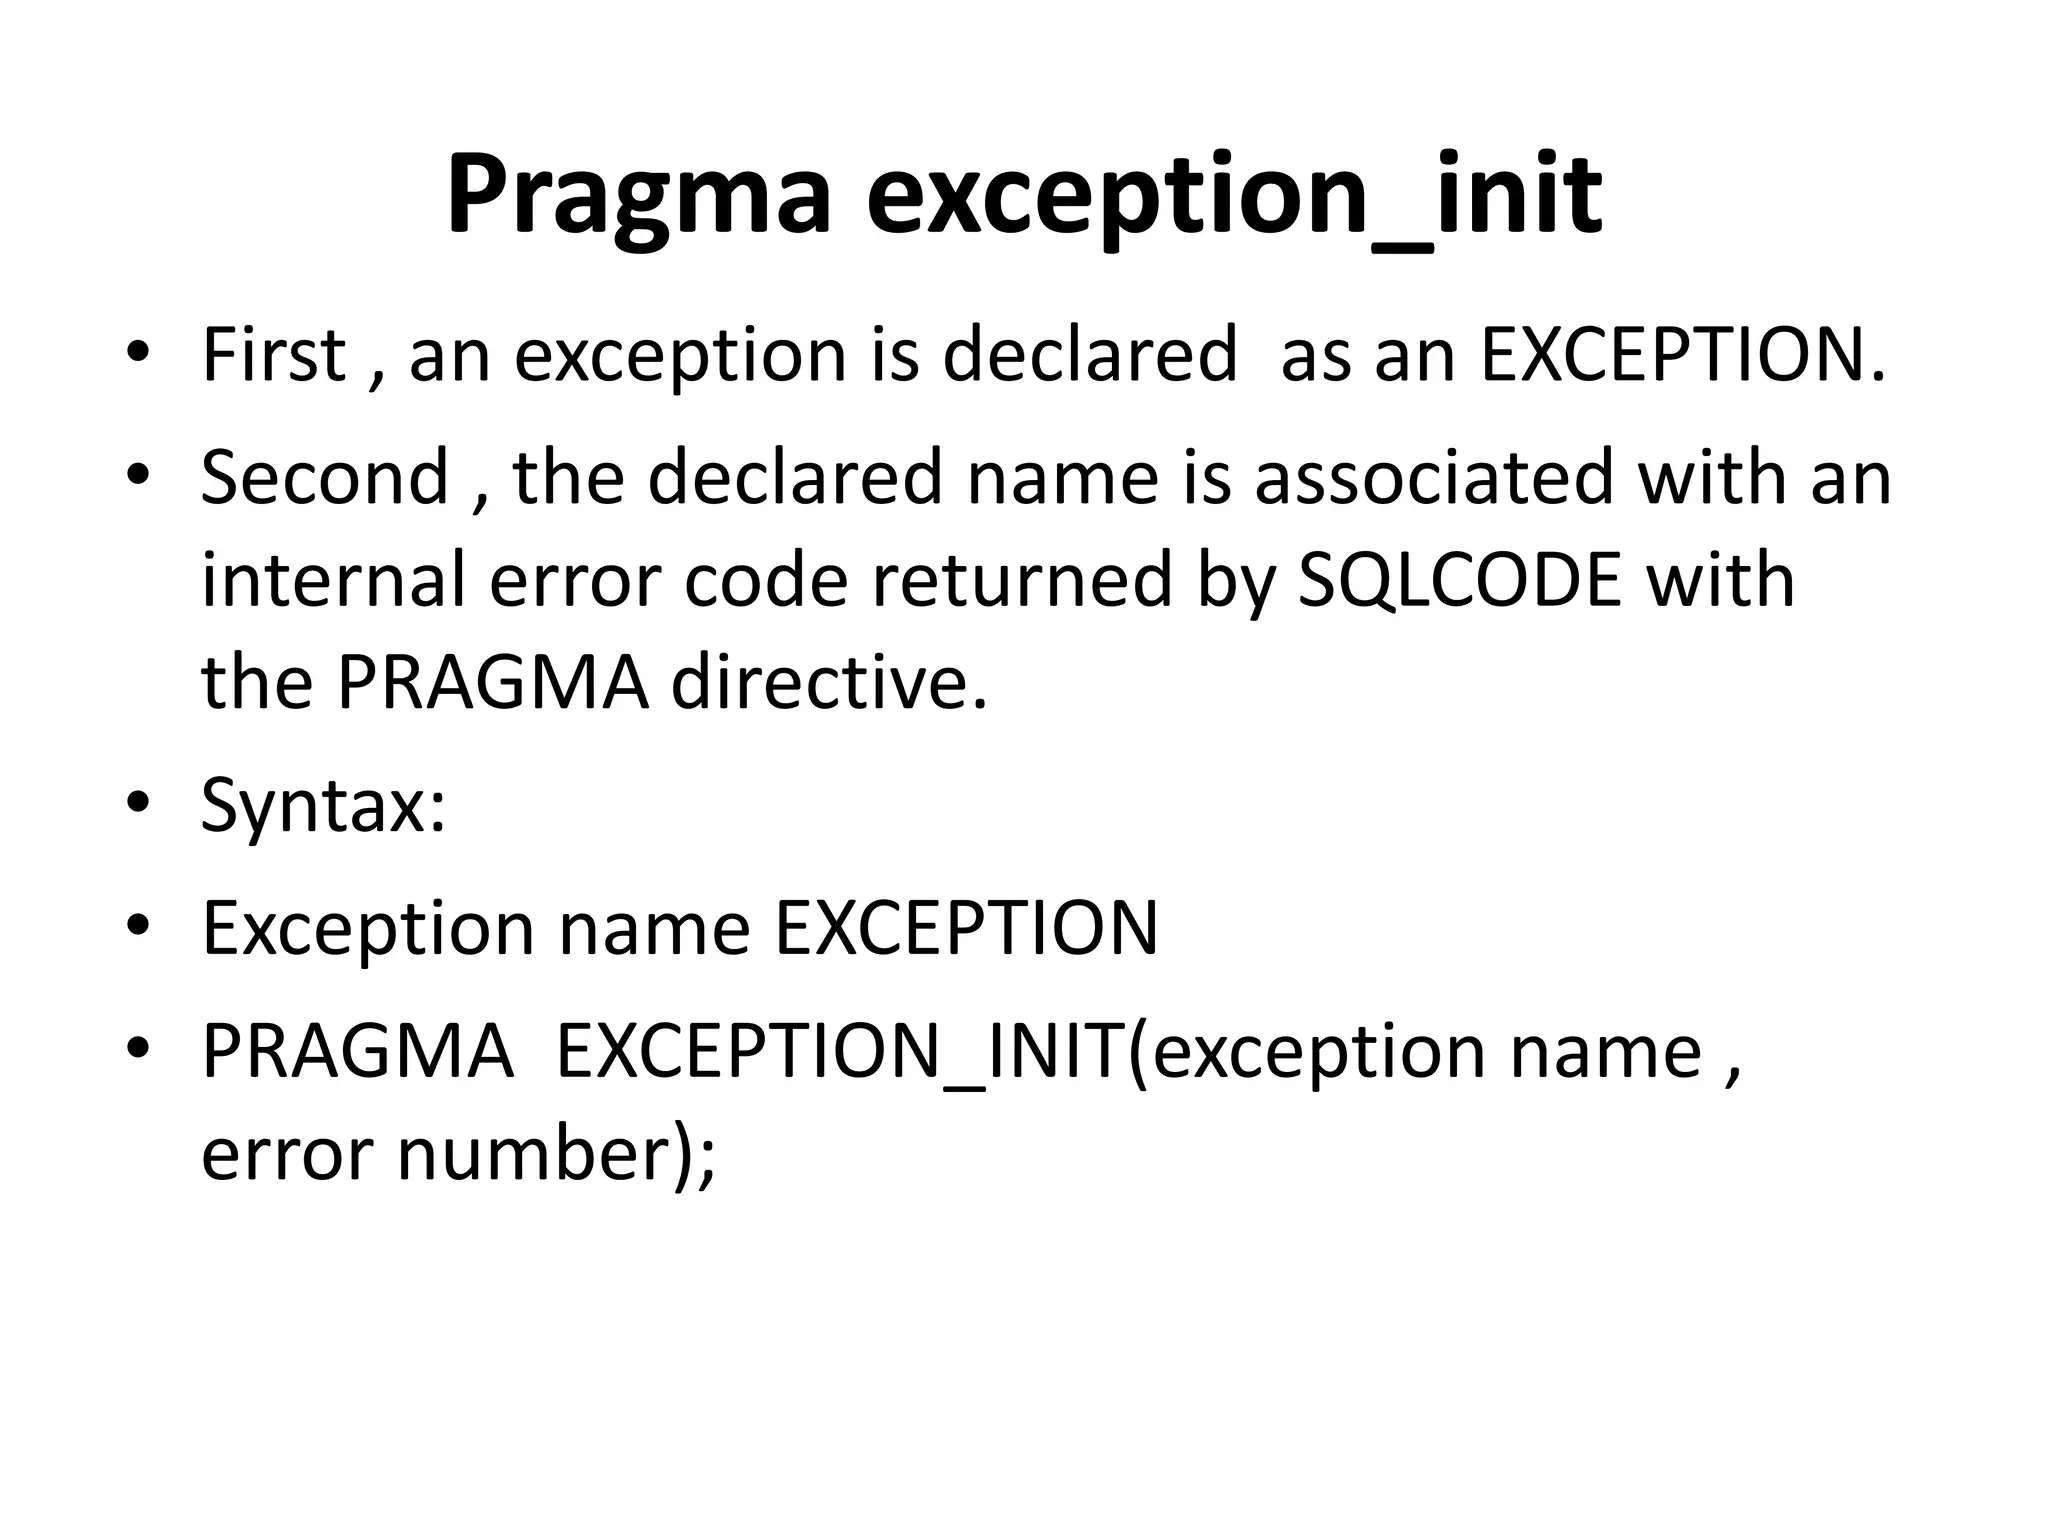 Pragma exception_init
• First , an exception is declared  as an EXCEPTION.
• Second , the declared name is associated with an
internal error code returned by SQLCODE with
the PRAGMA directive.
• Syntax:
• Exception name EXCEPTION
• PRAGMA  EXCEPTION_INIT(exception name ,
error number);